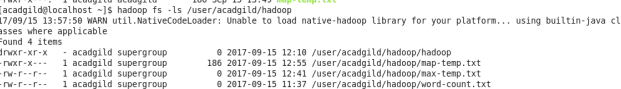 [acadgild@localhost ~]$ hadoop fs -ls /user/acadgild/hadoop
17/09/15 13:57:50 WARN util.NativeCodeLoader: Unable to load native-hadoop library for your platform... using builtin-java cl
asses where applicable
Found 4 items
drwxr-xr-x - acadgild supergroup 0 2017-09-15 12:10 /user/acadgild/hadoop/hadoop
-rwxr-x--- 1 acadgild supergroup 186 2017-09-15 12:55 /user/acadgild/hadoop/map-temp.txt
-rw-r--r-- 1 acadgild supergroup 0 2017-09-15 12:41 /user/acadgild/hadoop/max-temp.txt
-rw-r--r-- 1 acadgild supergroup 0 2017-09-15 11:37 /user/acadgild/hadoop/word-count.txt